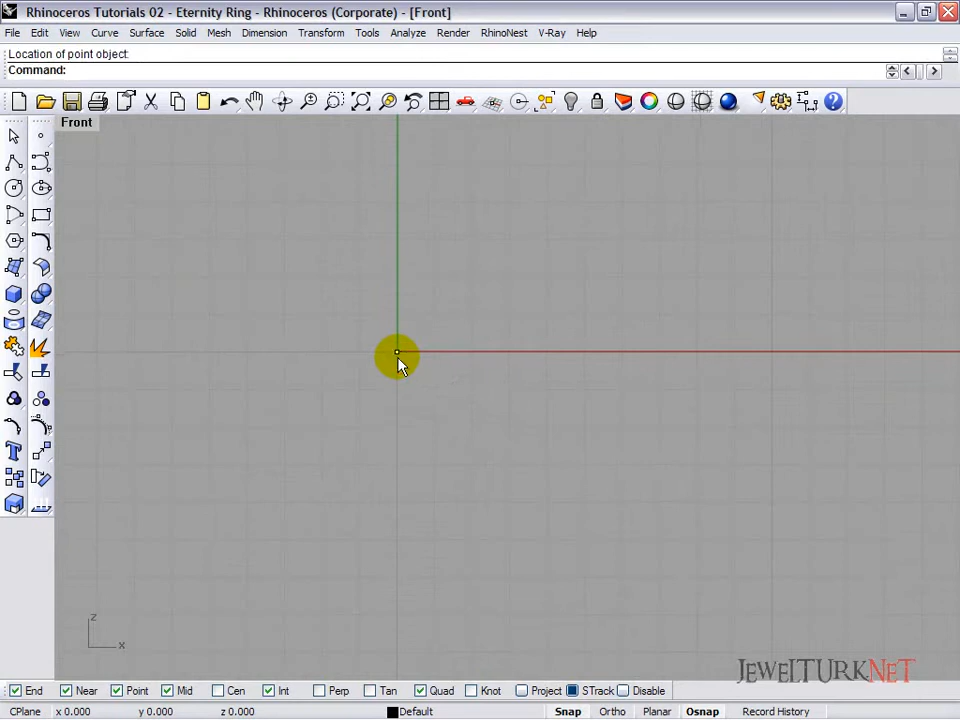 Rhinoceros Tutorials 02 - Eternity Ring - Rhinoceros (Corporate) - [Front]
File Edit View Curve Surface Solid Mesh Dimension Transform Tools Analyze Render RhinoNest V-Ray Help
Location of point object:
Command:
Front
z
x
JEWELTURKNET
End Near Point Mid Cen Int Perp Tan Quad Knot Project STrack Disable
CPlane x 0.000 y 0.000 z 0.000 Default Snap Ortho Planar Osnap Record History